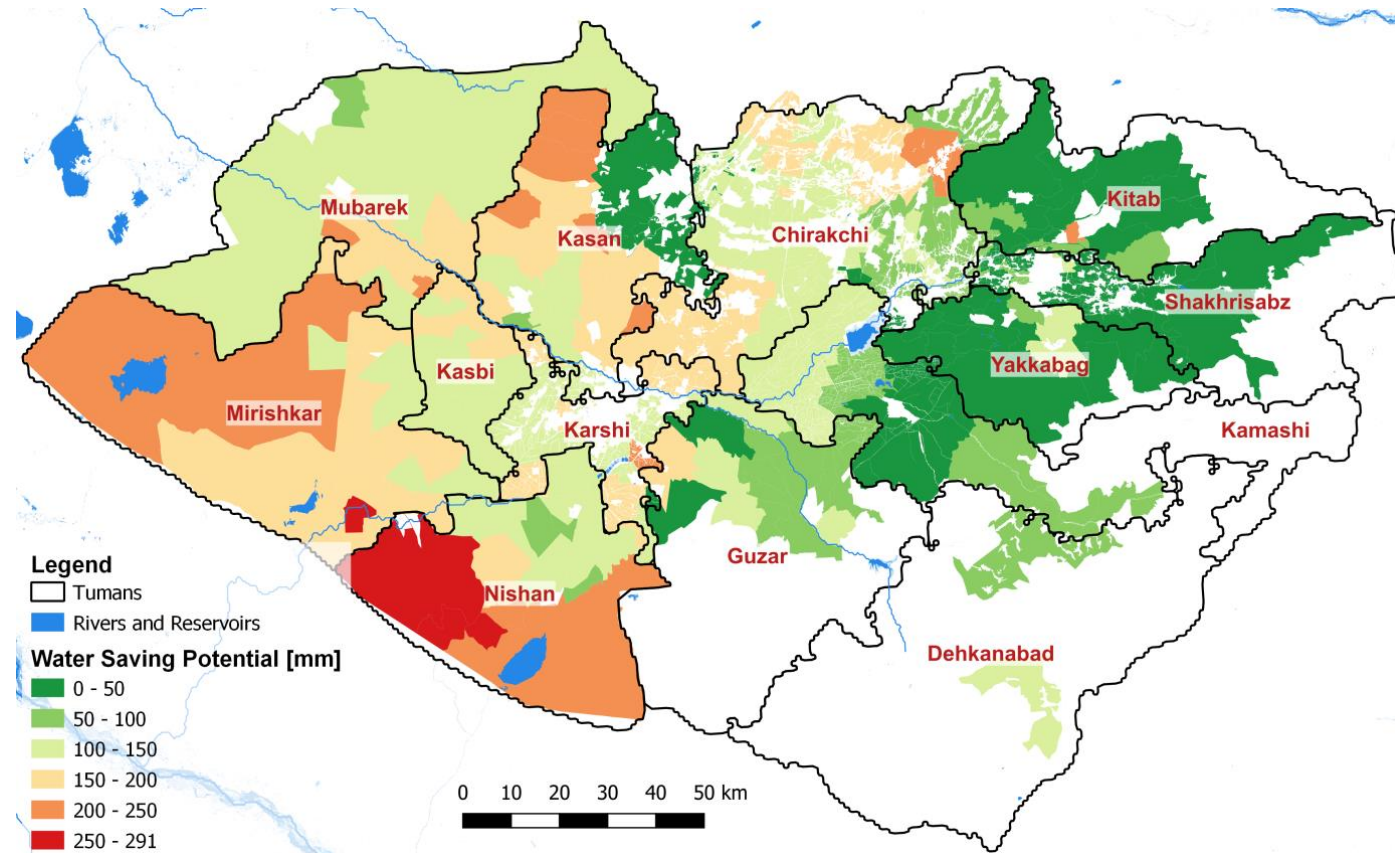 Mubarek
Kasan
Chirakchi
Kitab
Shakhrisabz
Yakkabag
Kasbi
Mirishkar
Karshi
Kamashi
Guzar
Nishan
Dehkanabad
Legend
Tumans
Rivers and Reservoirs
Water Saving Potential [mm]
0 - 50
50 - 100
100 - 150
150 - 200
200 - 250
250 - 291
0 10 20 30 40 50 km